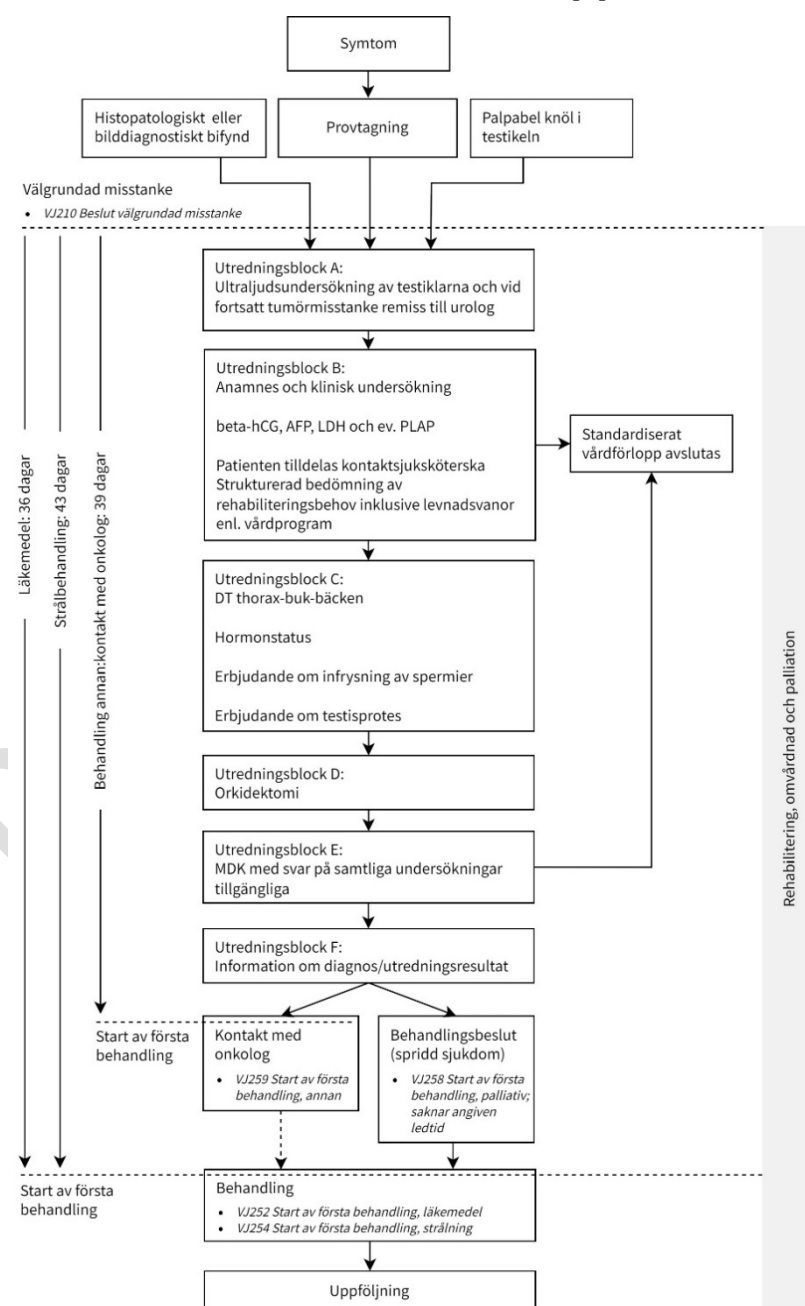 Symtom
Histopatologiskt eller
bilddiagnostiskt bifynd
Provtagning
Palpabel knöl i
testikeln
Välgrundad misstanke
• VJ210 Beslut välgrundad misstanke
Utredningsblock A:
Ultraljudsundersökning av testiklarna och vid
fortsatt tumörmisstanke remiss till urolog
Utredningsblock B:
Anamnes och klinisk undersökning
beta-hCG, AFP, LDH och ev. PLAP
Patienten tilldelas kontaktsjuksköterska
Strukturerad bedömning av
rehabiliteringsbehov inklusive levnadsvanor
enl. vårdprogram
Standardiserat
vårdförlopp avslutas
Utredningsblock C:
DT thorax-buk-bäcken
Hormonstatus
Erbjudande om infrysning av spermier
Erbjudande om testisprotes
Utredningsblock D:
Orkidektomi
Utredningsblock E:
MDK med svar på samtliga undersökningar
tillgängliga
Utredningsblock F:
Information om diagnos/utredningsresultat
Läkemedel: 36 dagar
Strålbehandling: 43 dagar
Behandling annan:kontakt med onkolog: 39 dagar
Rehabilitering, omvårdnad och palliation
Start av första
behandling
Kontakt med
onkolog
• VJ259 Start av första
behandling, annan
Behandlingsbeslut
(spridd sjukdom)
• VJ258 Start av första
behandling, palliativ;
saknar angiven
ledtid
Start av första
behandling
Behandling
• VJ252 Start av första behandling, läkemedel
• VJ254 Start av första behandling, strålning
Uppföljning